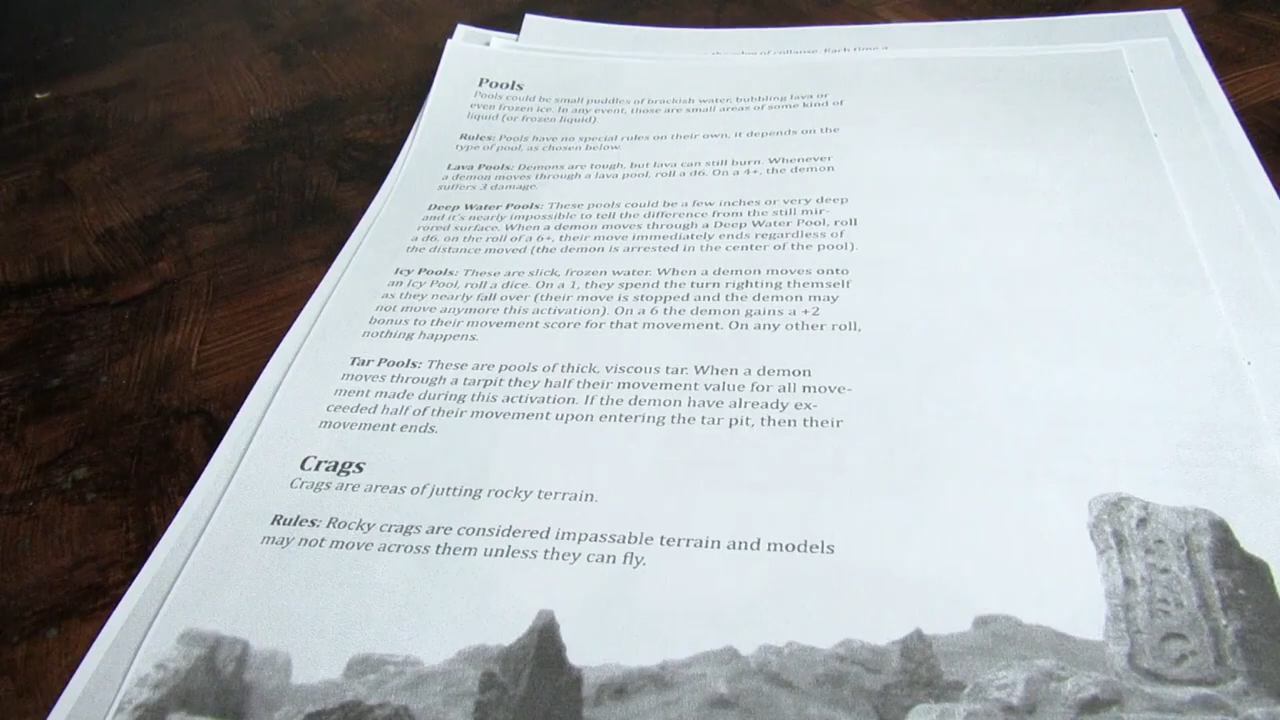 the edge of collapse. Each time a
Pools
Pools could be small puddles of brackish water, bubbling lava or
even frozen ice. In any event, those are small areas of some kind of
liquid (or frozen liquid).
Rules: Pools have no special rules on their own, it depends on the
type of pool, as chosen below.
Lava Pools: Demons are tough, but lava can still burn. Whenever
a demon moves through a lava pool, roll a d6. On a 4+, the demon
suffers 3 damage.
Deep Water Pools: These pools could be a few inches or very deep
and it's nearly impossible to tell the difference from the still mir-
rored surface. When a demon moves through a Deep Water Pool, roll
a d6, on the roll of a 6+, their move immediately ends regardless of
the distance moved (the demon is arrested in the center of the pool).
Icy Pools: These are slick, frozen water. When a demon moves onto
an Icy Pool, roll a dice. On a 1, they spend the turn righting themself
as they nearly fall over (their move is stopped and the demon may
not move anymore this activation). On a 6 the demon gains a +2
bonus to their movement score for that movement. On any other roll,
nothing happens.
Tar Pools: These are pools of thick, viscous tar. When a demon
moves through a tarpit they half their movement value for all move-
ment made during this activation. If the demon have already ex-
ceeded half of their movement upon entering the tar pit, then their
movement ends.
Crags
Crags are areas of jutting rocky terrain.
Rules: Rocky crags are considered impassable terrain and models
may not move across them unless they can fly.